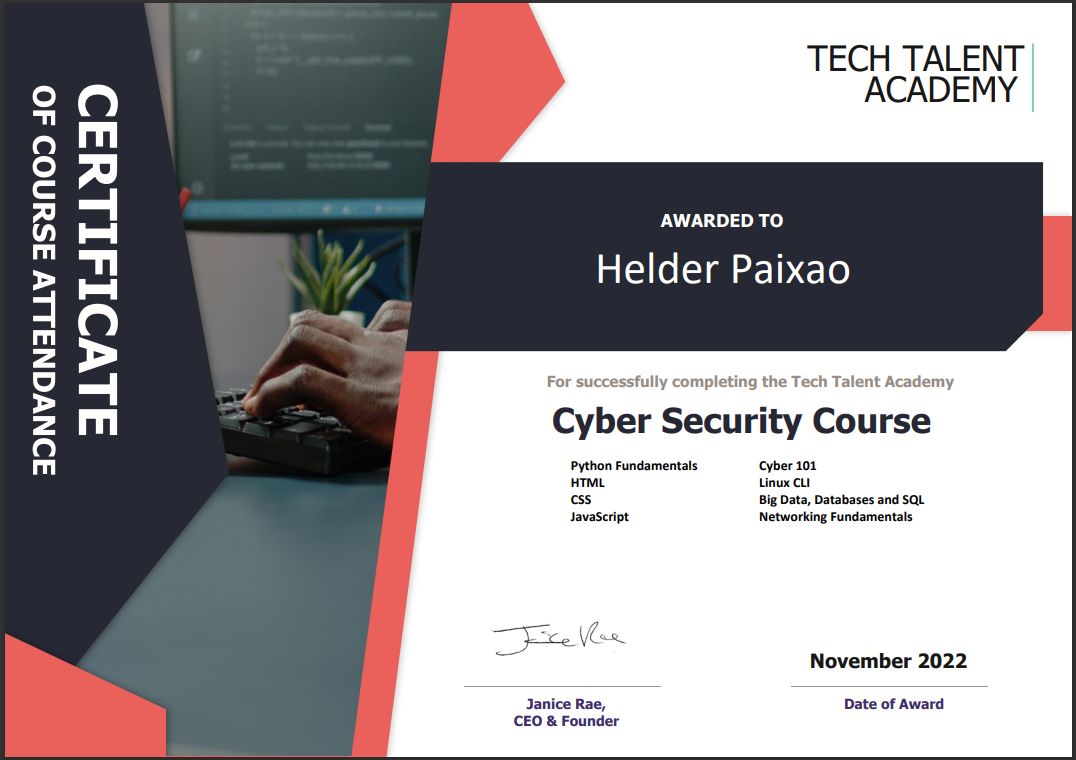 CERTIFICATE
OF COURSE ATTENDANCE
TECH TALENT
ACADEMY
AWARDED TO
Helder Paixao
For successfully completing the Tech Talent Academy
Cyber Security Course
Python Fundamentals
HTML
CSS
JavaScript
Cyber 101
Linux CLI
Big Data, Databases and SQL
Networking Fundamentals
Janice Rae
Janice Rae,
CEO & Founder
November 2022
Date of Award